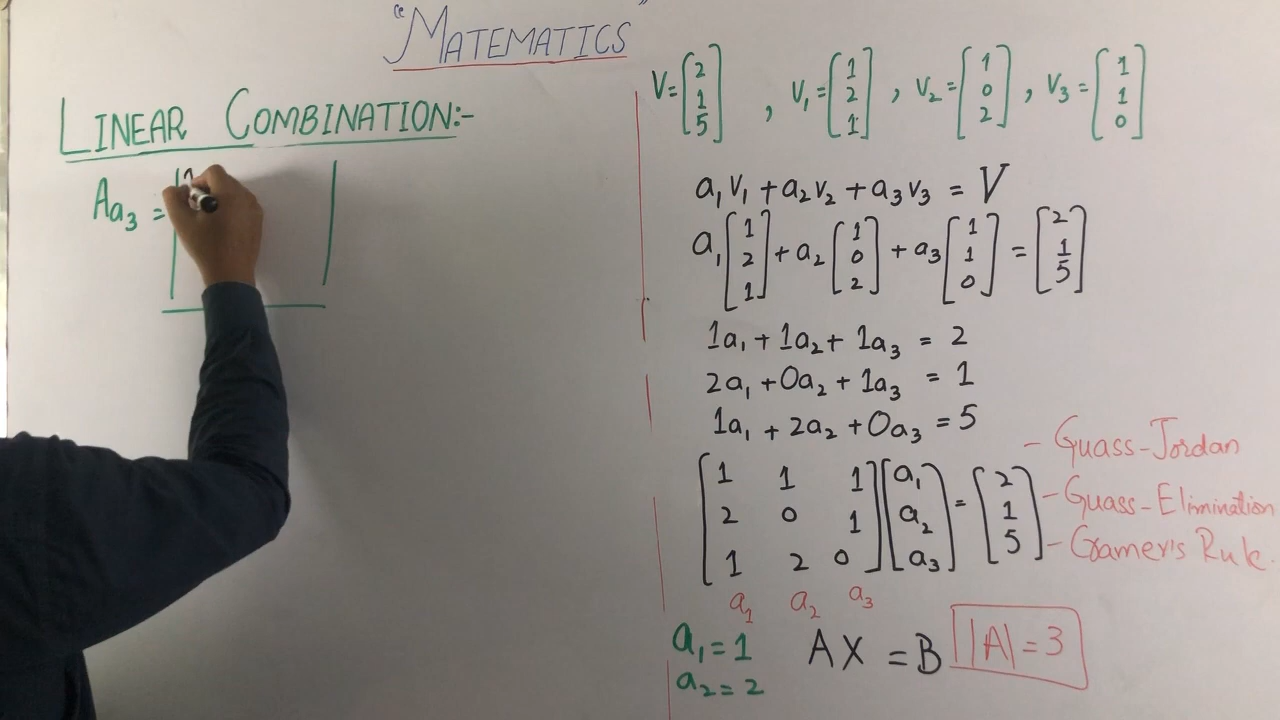 "MATEMATICS"
LINEAR COMBINATION:-
Aa₃ =
V = [2 1 5] , V₁ = [1 2 1] , V₂ = [1 0 2] , V₃ = [1 1 0]
a₁V₁ + a₂V₂ + a₃V₃ = V
a₁ [1 2 1] + a₂ [1 0 2] + a₃ [1 1 0] = [2 1 5]
1a₁ + 1a₂ + 1a₃ = 2
2a₁ + 0a₂ + 1a₃ = 1
1a₁ + 2a₂ + 0a₃ = 5
[1 1 1] [a₁] = [2]
2 0 1 a₂ 1
1 2 0 a₃ 5
a₁ a₂ a₃
- Guass-Jordan
- Guass-Elimination
- Cramer's Rule.
a₁ = 1
a₂ = 2
AX = B
|A| = 3